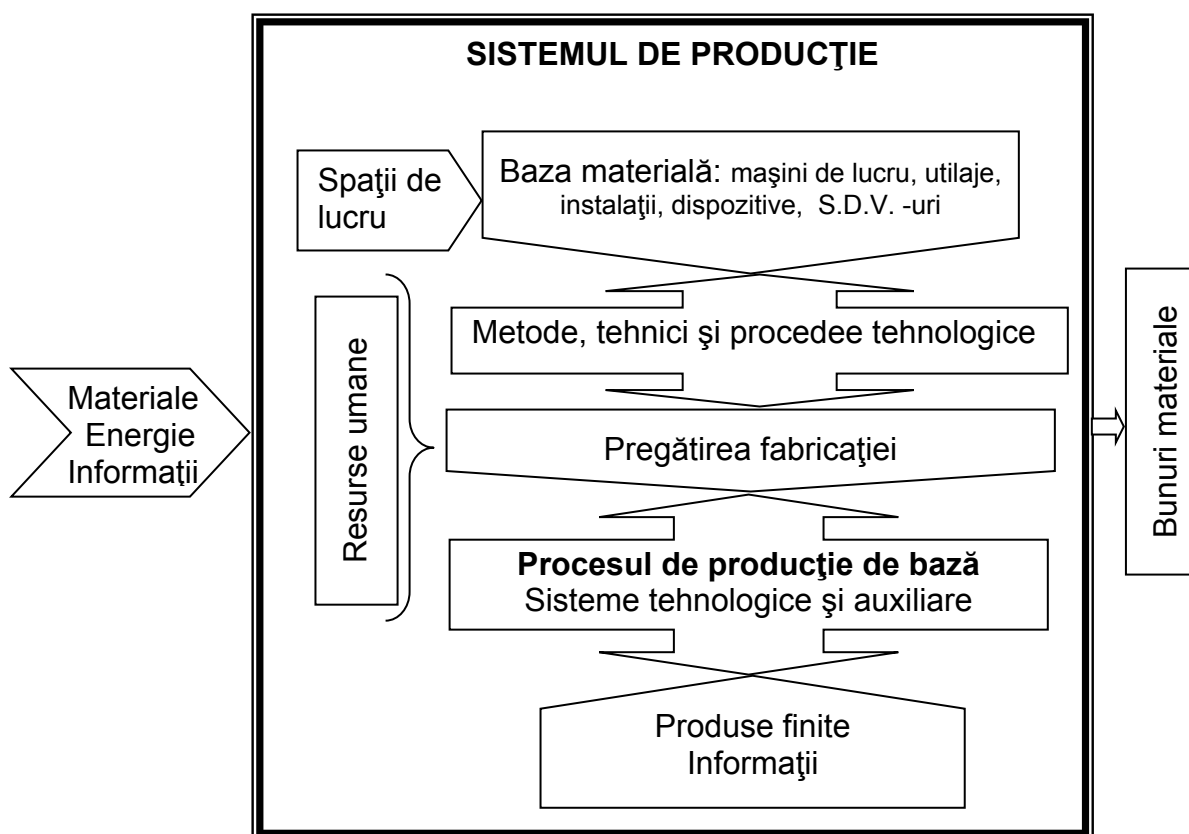 SISTEMUL DE PRODUCŢIE
Spaţii de
lucru
Baza materială: maşini de lucru, utilaje,
instalaţii, dispozitive, S.D.V. -uri
Metode, tehnici şi procedee tehnologice
Resurse umane
Materiale
Energie
Informaţii
Pregătirea fabricaţiei
Bunuri materiale
Procesul de producţie de bază
Sisteme tehnologice şi auxiliare
Produse finite
Informaţii